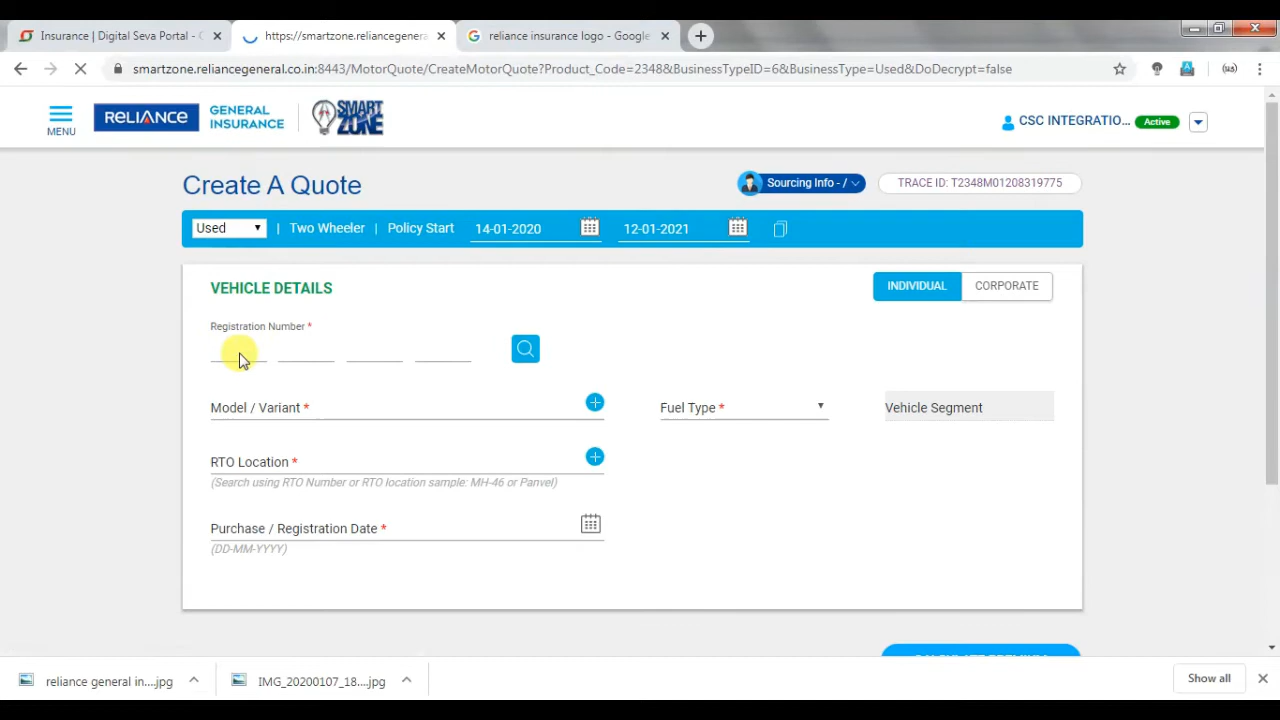 Insurance | Digital Seva Portal - C
https://smartzone.reliancegenera
reliance insurance logo - Google
smartzone.reliancegeneral.co.in:8443/MotorQuote/CreateMotorQuote?Product_Code=2348&BusinessTypeID=6&BusinessType=Used&DoDecrypt=false
MENU
RELIANCE GENERAL INSURANCE
SMART ZONE
CSC INTEGRATIO... Active
Create A Quote
Sourcing Info - /
TRACE ID: T2348M01208319775
Used | Two Wheeler | Policy Start 14-01-2020 12-01-2021
VEHICLE DETAILS
INDIVIDUAL CORPORATE
Registration Number *
Model / Variant * Fuel Type * Vehicle Segment
RTO Location *
(Search using RTO Number or RTO location sample: MH-46 or Panvel)
Purchase / Registration Date *
(DD-MM-YYYY)
CALCULATE PREMIUM
reliance general in....jpg
IMG_20200107_18....jpg
Show all